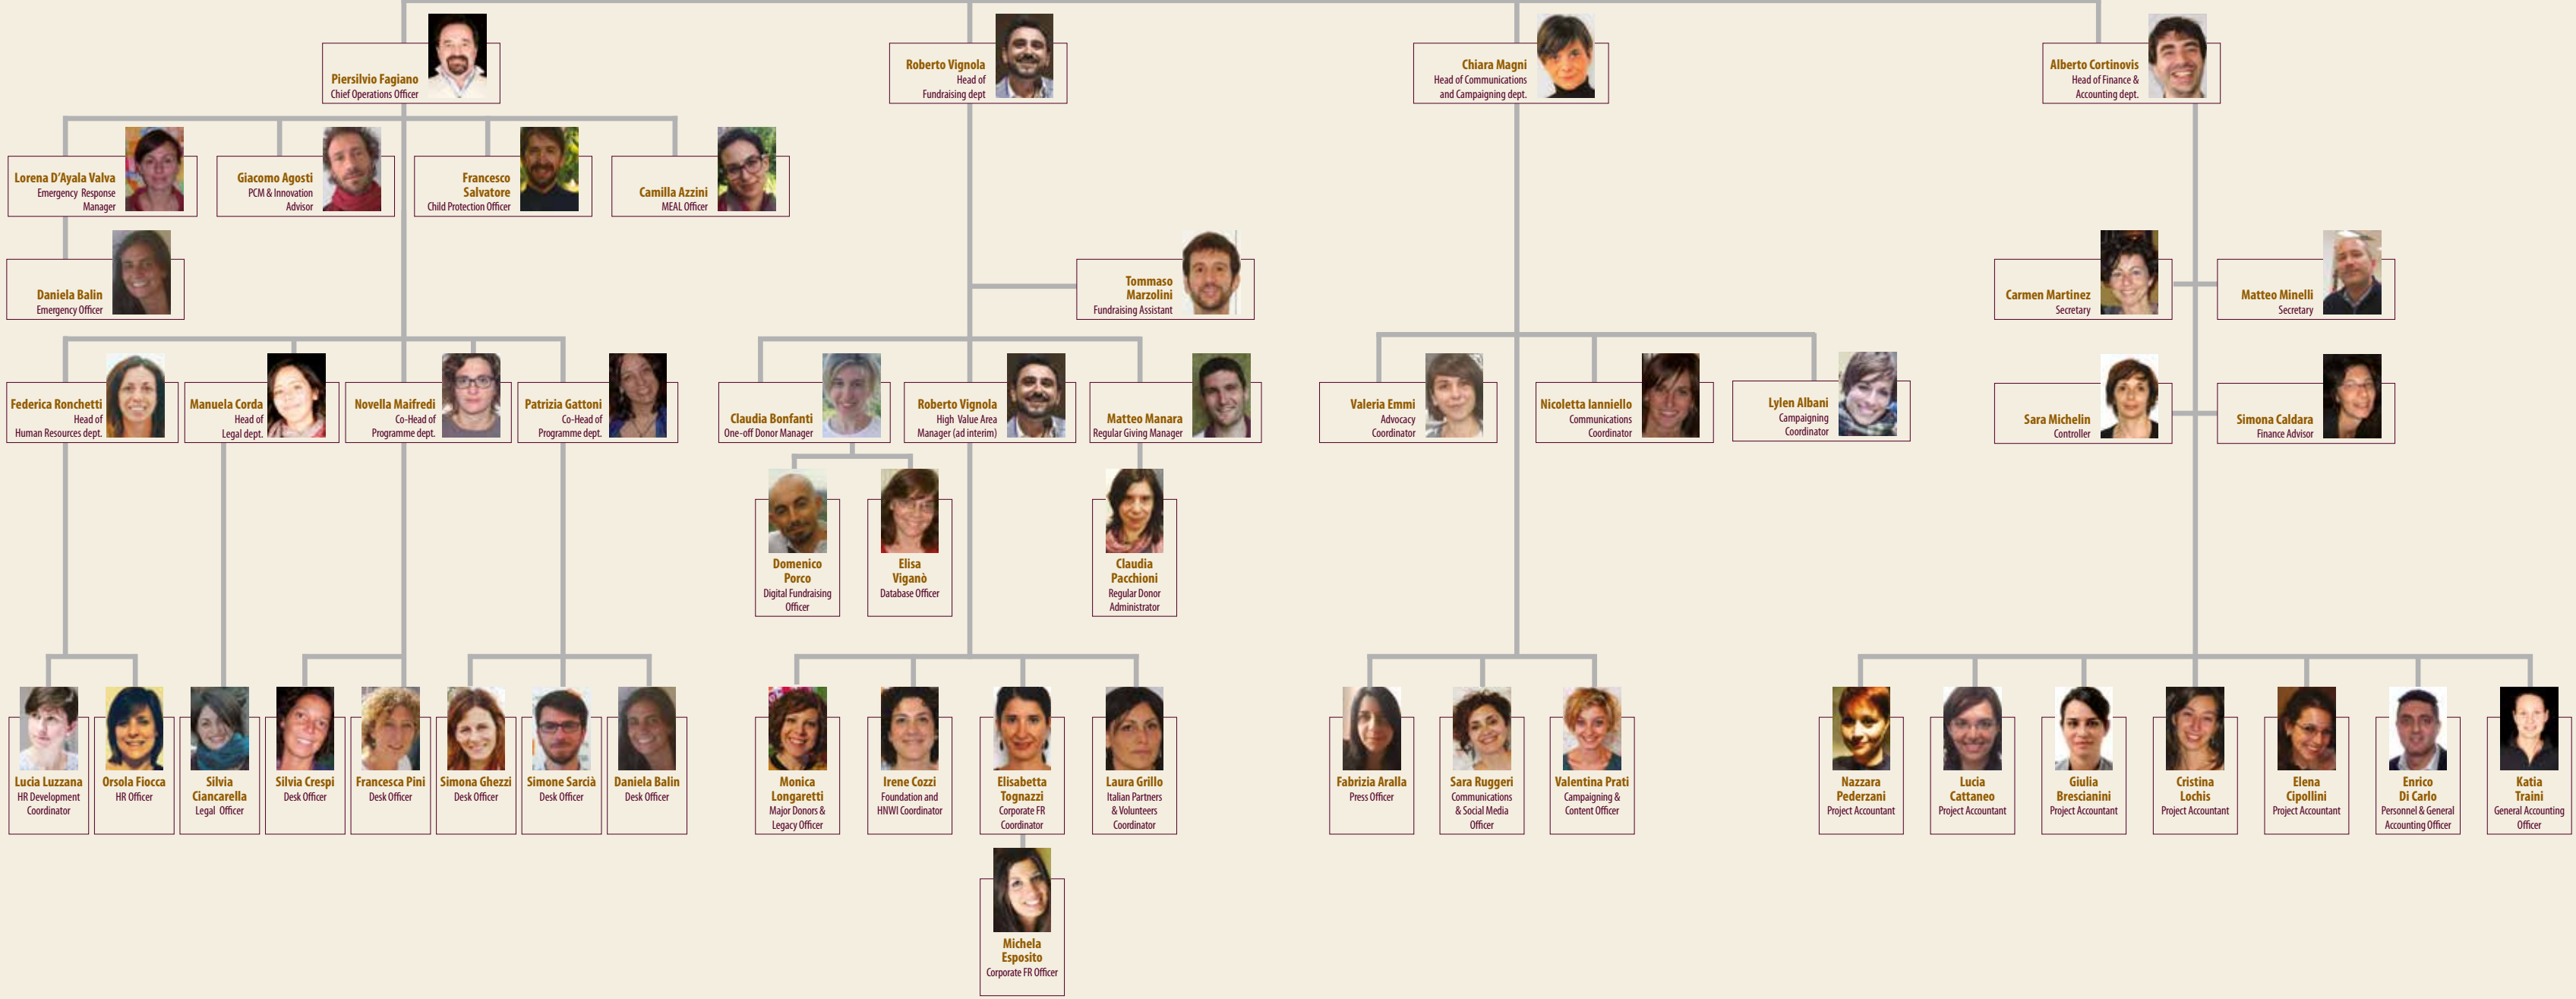 Piersilvio Fagiano
Chief Operations Officer
Roberto Vignola
Head of
Fundraising dept
Chiara Magni
Head of Communications
and Campaigning dept.
Alberto Cortinovis
Head of Finance &
Accounting dept.
Lorena D'Ayala Valva
Emergency Response
Manager
Giacomo Agosti
PCM & Innovation
Advisor
Francesco
Salvatore
Child Protection Officer
Camilla Azzini
MEAL Officer
Daniela Balin
Emergency Officer
Tommaso
Marzolini
Fundraising Assistant
Carmen Martinez
Secretary
Matteo Minelli
Secretary
Federica Ronchetti
Head of
Human Resources dept.
Manuela Corda
Head of
Legal dept.
Novella Maifredi
Co-Head of
Programme dept.
Patrizia Gattoni
Co-Head of
Programme dept.
Claudia Bonfanti
One-off Donor Manager
Roberto Vignola
High Value Area
Manager (ad interim)
Matteo Manara
Regular Giving Manager
Valeria Emmi
Advocacy
Coordinator
Nicoletta Ianniello
Communications
Coordinator
Lylen Albani
Campaigning
Coordinator
Sara Michelin
Controller
Simona Caldara
Finance Advisor
Domenico
Porco
Digital Fundraising
Officer
Elisa
Viganò
Database Officer
Claudia
Pacchioni
Regular Donor
Administrator
Lucia Luzzana
HR Development
Coordinator
Orsola Fiocca
HR Officer
Silvia
Ciancarella
Legal Officer
Silvia Crespi
Desk Officer
Francesca Pini
Desk Officer
Simona Ghezzi
Desk Officer
Simone Sarcià
Desk Officer
Daniela Balin
Desk Officer
Monica
Longaretti
Major Donors &
Legacy Officer
Irene Cozzi
Foundation and
HNWI Coordinator
Elisabetta
Tognazzi
Corporate FR
Coordinator
Laura Grillo
Italian Partners
& Volunteers
Coordinator
Fabrizia Aralla
Press Officer
Sara Ruggeri
Communications
& Social Media
Officer
Valentina Prati
Campaigning &
Content Officer
Nazzara
Pederzani
Project Accountant
Lucia
Cattaneo
Project Accountant
Giulia
Brescianini
Project Accountant
Cristina
Lochis
Project Accountant
Elena
Cipollini
Project Accountant
Enrico
Di Carlo
Personnel & General
Accounting Officer
Katia
Traini
General Accounting
Officer
Michela
Esposito
Corporate FR Officer